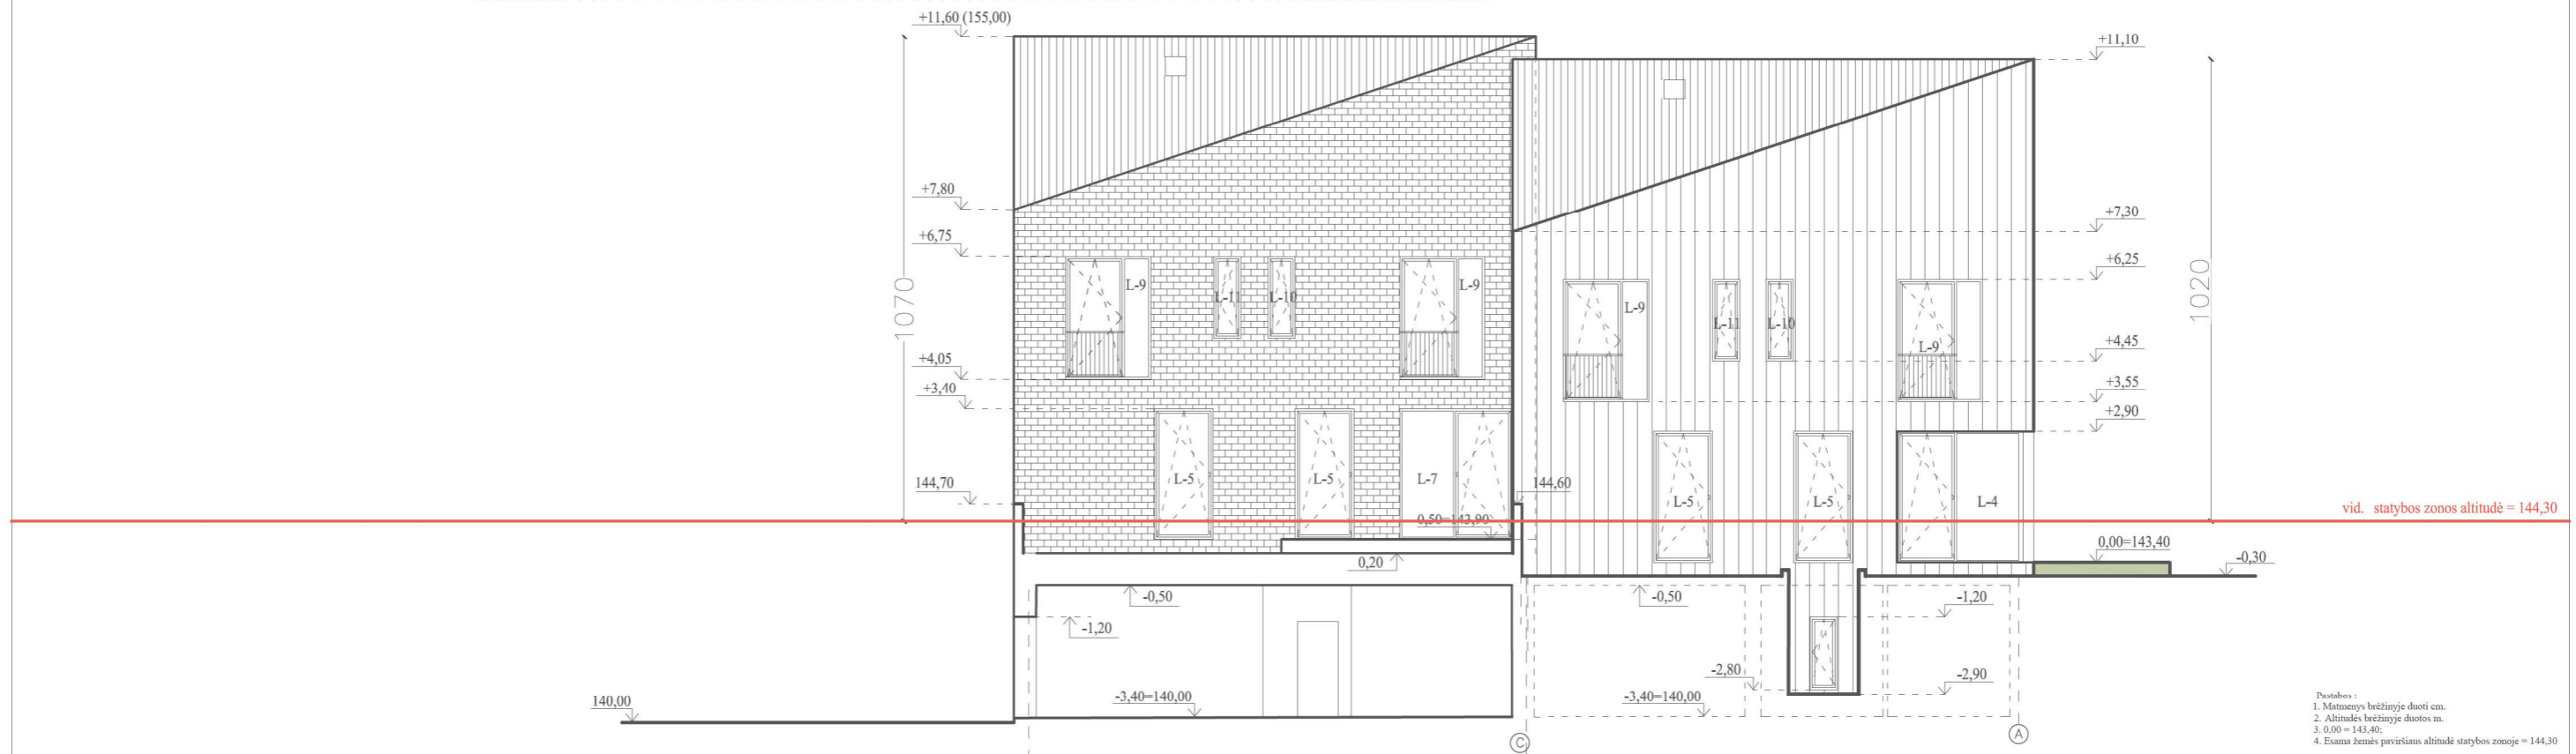 +11,60 (155,00)
+11,10
+7,80
+7,30
+6,75
+6,25
1070
1020
L-9
L-11
L-10
L-9
L-9
L-11
L-10
L-9
+4,05
+3,40
+4,45
+3,55
+2,90
L-5
L-5
L-7
L-5
L-5
L-4
144,70
144,60
vid. statybos zonos altitudė = 144,30
0,50=143,90
0,20
0,00=143,40
-0,30
-0,50
-1,20
-0,50
-1,20
-2,80
-2,90
140,00
-3,40=140,00
-3,40=140,00
C
A
Pastabos :
1. Matmenys brėžinyje duoti cm.
2. Altitudės brėžinyje duotos m.
3. 0,00 = 143,40;
4. Esama žemės paviršiaus altitudė statybos zonoje = 144,30